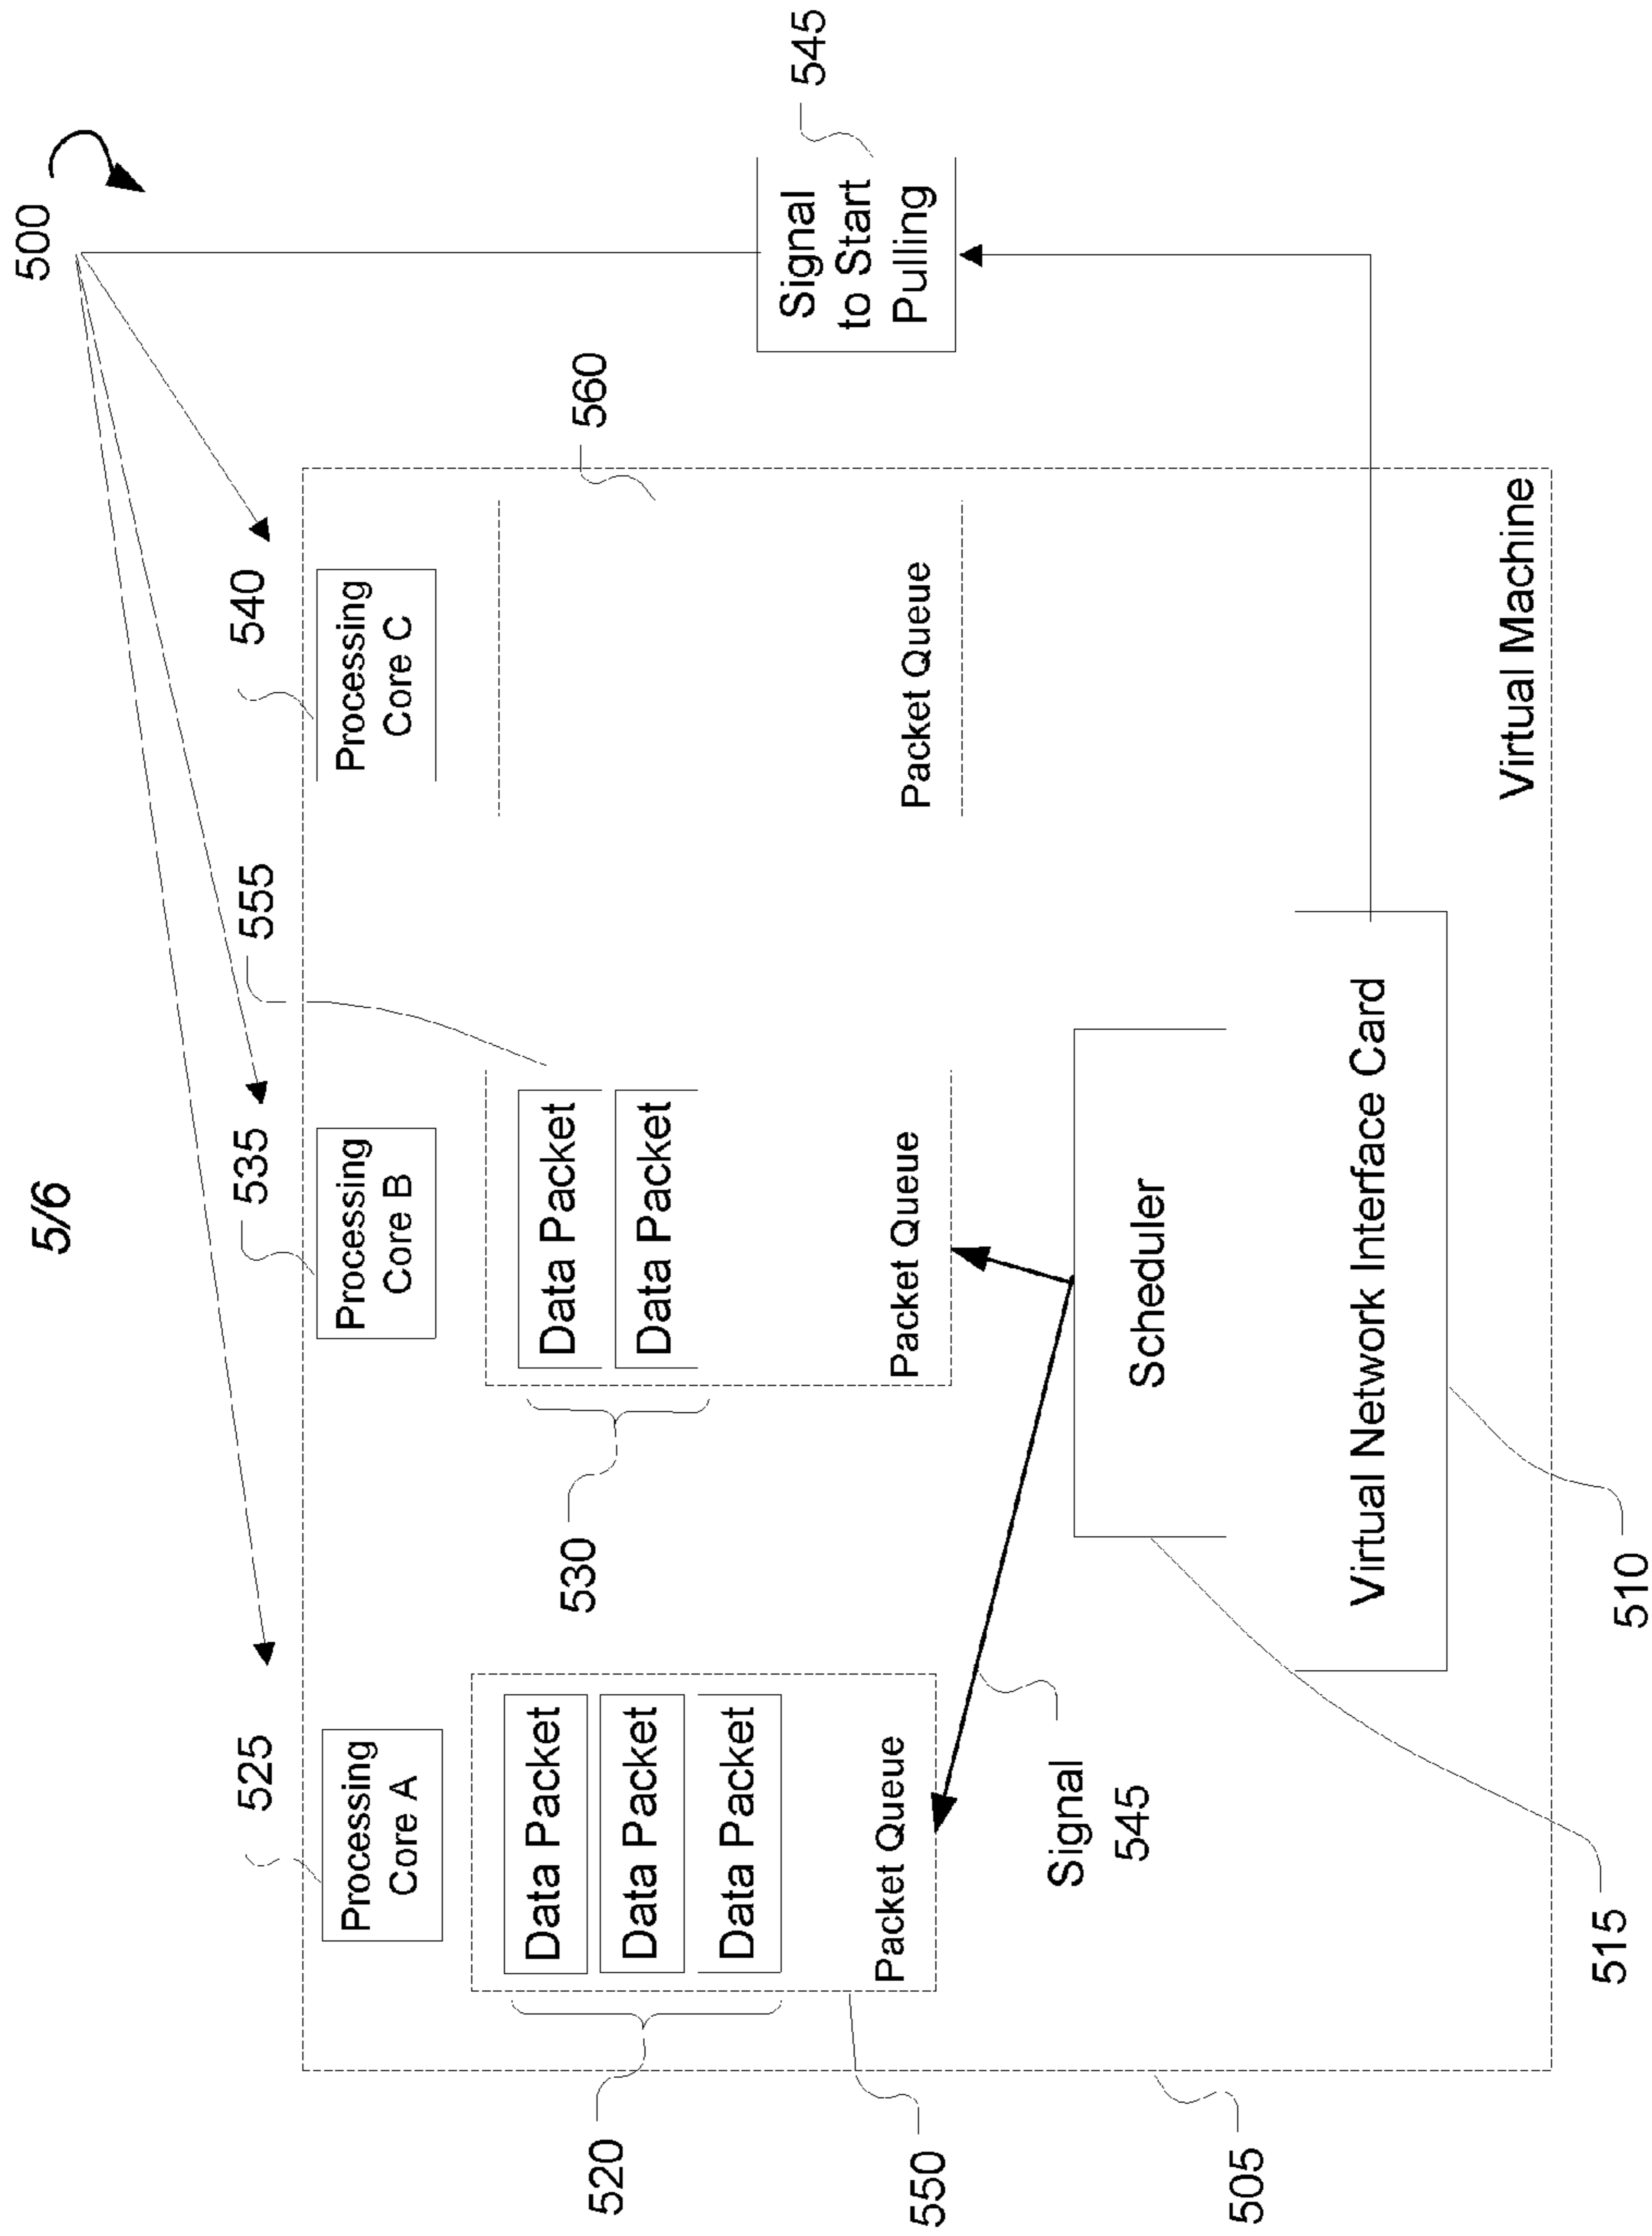 5/6
500
525
535
555
540
Processing
Core A
Processing
Core B
Processing
Core C
560
Data Packet
Data Packet
Data Packet
Packet Queue
Data Packet
Data Packet
Packet Queue
Packet Queue
520
530
550
Signal
to Start
Pulling
545
Signal
545
Scheduler
Virtual Network Interface Card
Virtual Machine
505
515
510